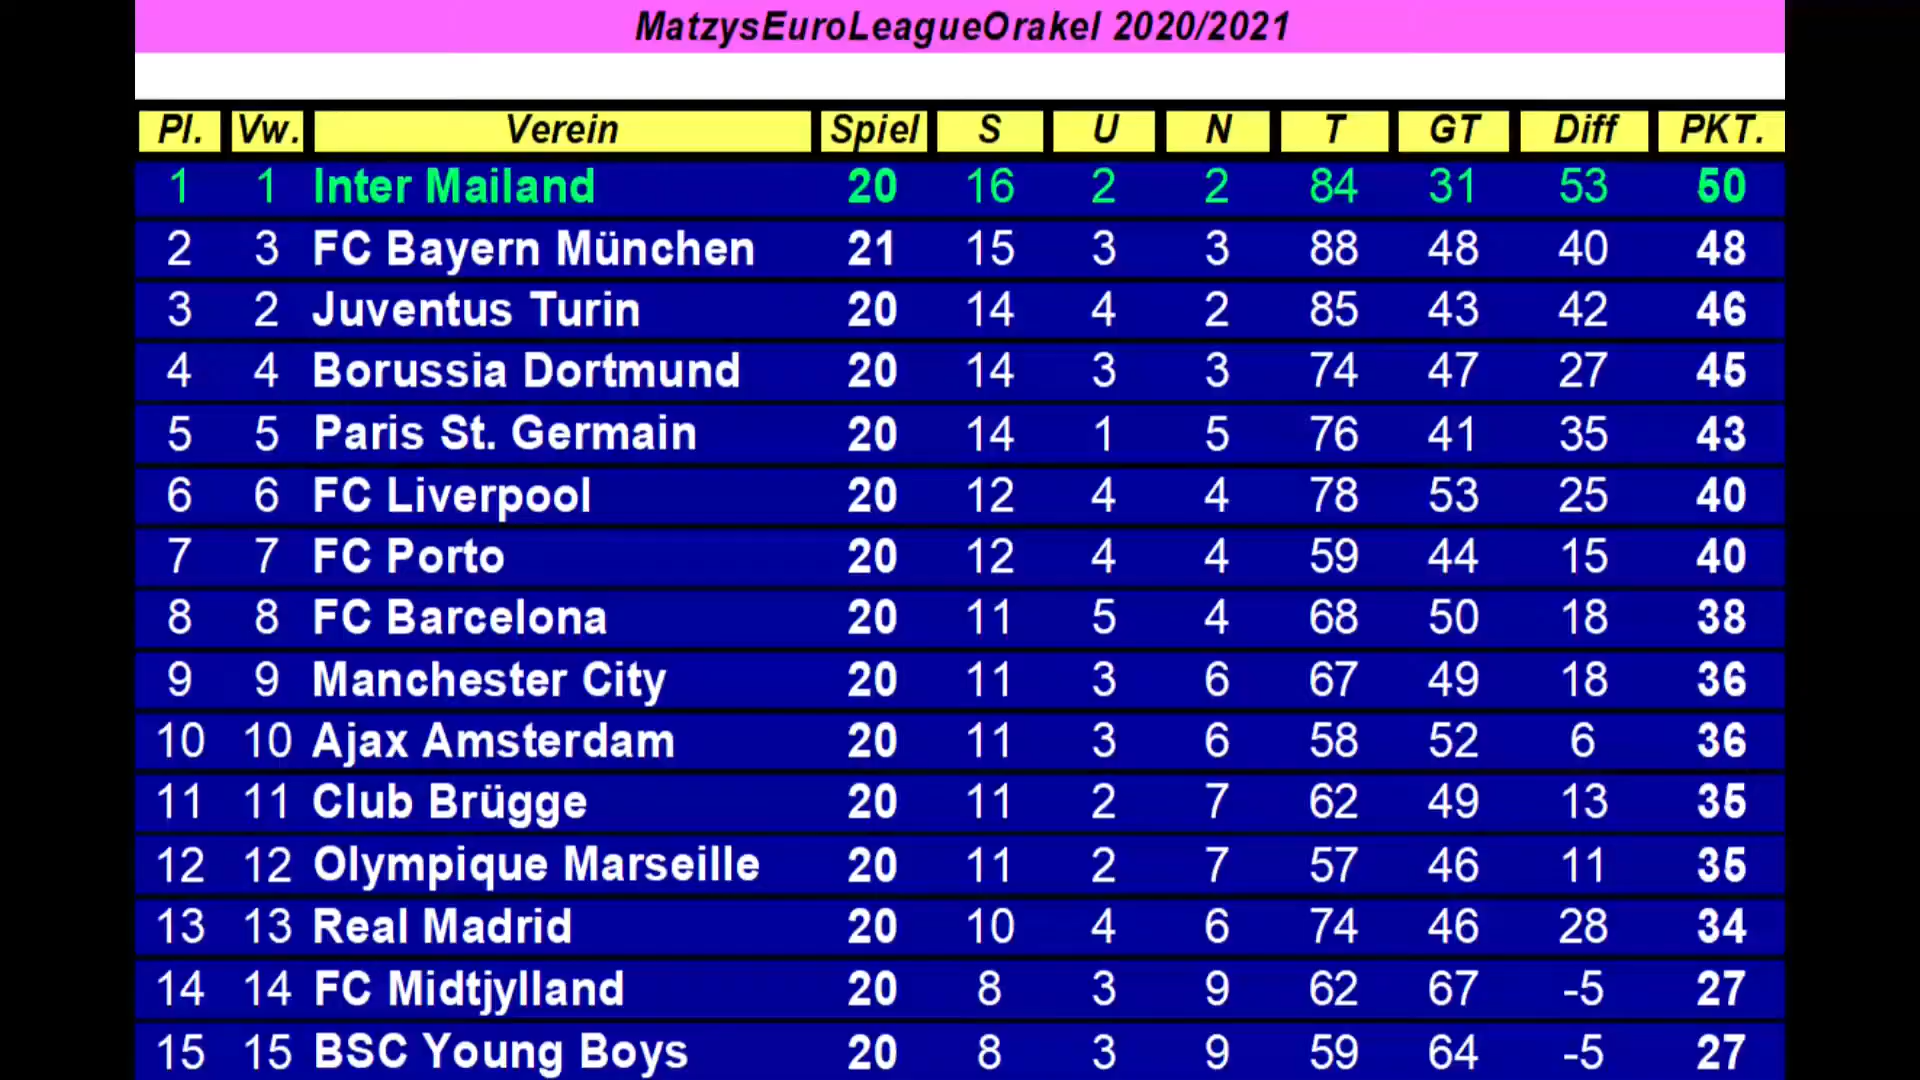 MatzysEuroLeagueOrakel 2020/2021
Pl. Vw. Verein Spiel S U N T GT Diff PKT.
1 1 Inter Mailand 20 16 2 2 84 31 53 50
2 3 FC Bayern München 21 15 3 3 88 48 40 48
3 2 Juventus Turin 20 14 4 2 85 43 42 46
4 4 Borussia Dortmund 20 14 3 3 74 47 27 45
5 5 Paris St. Germain 20 14 1 5 76 41 35 43
6 6 FC Liverpool 20 12 4 4 78 53 25 40
7 7 FC Porto 20 12 4 4 59 44 15 40
8 8 FC Barcelona 20 11 5 4 68 50 18 38
9 9 Manchester City 20 11 3 6 67 49 18 36
10 10 Ajax Amsterdam 20 11 3 6 58 52 6 36
11 11 Club Brügge 20 11 2 7 62 49 13 35
12 12 Olympique Marseille 20 11 2 7 57 46 11 35
13 13 Real Madrid 20 10 4 6 74 46 28 34
14 14 FC Midtjylland 20 8 3 9 62 67 -5 27
15 15 BSC Young Boys 20 8 3 9 59 64 -5 27